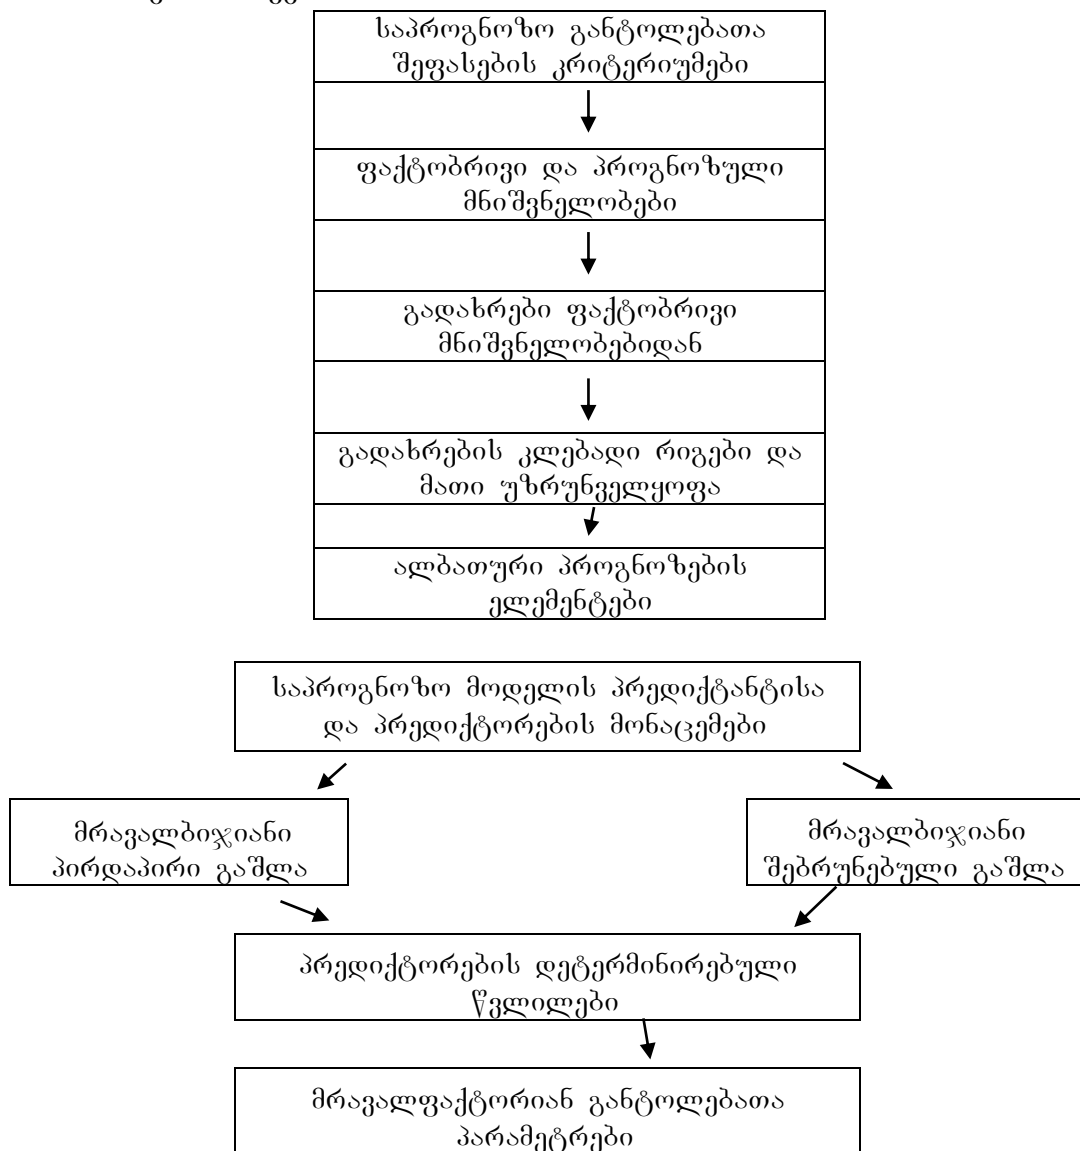 საპროგნოზო განტოლებათა
შეფასების კრიტერიუმები
ფაქტობრივი და პროგნოზული
მნიშვნელობები
გადახრები ფაქტობრივი
მნიშვნელობებიდან
გადახრების კლებადი რიგები და
მათი უზრუნველყოფა
ალბათური პროგნოზების
ელემენტები
საპროგნოზო მოდელის პრედიქტანტისა
და პრედიქტორების მონაცემები
მრავალბიჯიანი
პირდაპირი გაშლა
მრავალბიჯიანი
შებრუნებული გაშლა
პრედიქტორების დეტერმინირებული
წვლილები
მრავალფაქტორიან განტოლებათა
პარამეტრები